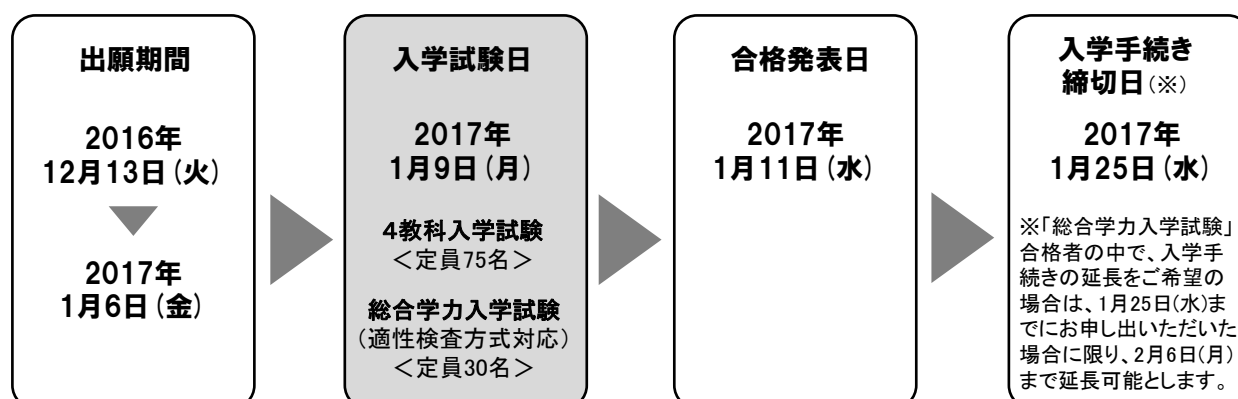 出願期間
2016年
12月13日(火)
2017年
1月6日(金)
入学試験日
2017年
1月9日(月)
4教科入学試験
<定員75名>
総合学力入学試験
(適性検査方式対応)
<定員30名>
合格発表日
2017年
1月11日(水)
入学手続き
締切日(※)
2017年
1月25日(水)
※「総合学力入学試験」
合格者の中で、入学手
続きの延長をご希望の
場合は、1月25日(水)ま
でにお申し出いただいた
場合に限り、2月6日(月)
まで延長可能とします。